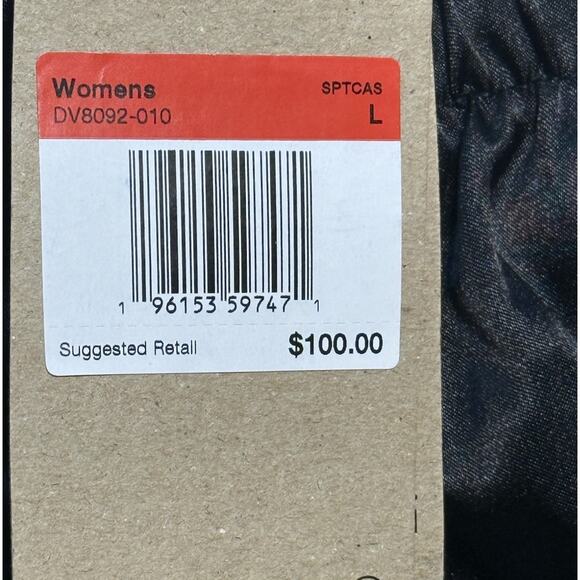 Womens SPTCAS
DV8092-010 L
1 96153 59747 1
Suggested Retail $100.00